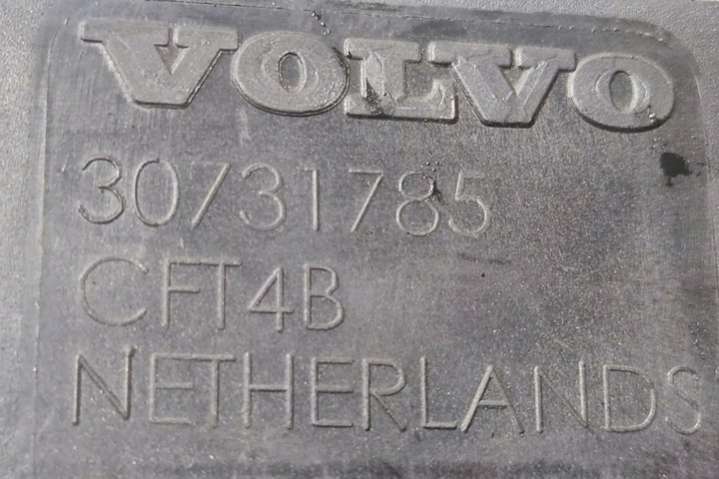 VOLVO
30731785
CFT4B
NETHERLANDS